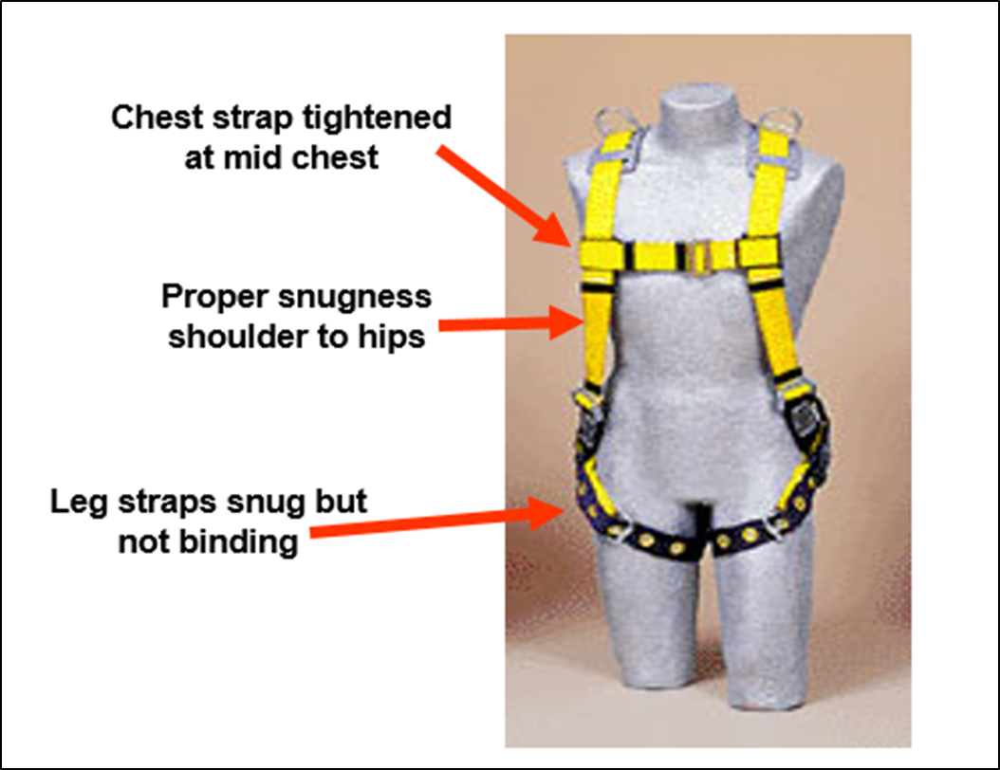 Chest strap tightened
at mid chest
Proper snugness
shoulder to hips
Leg straps snug but
not binding